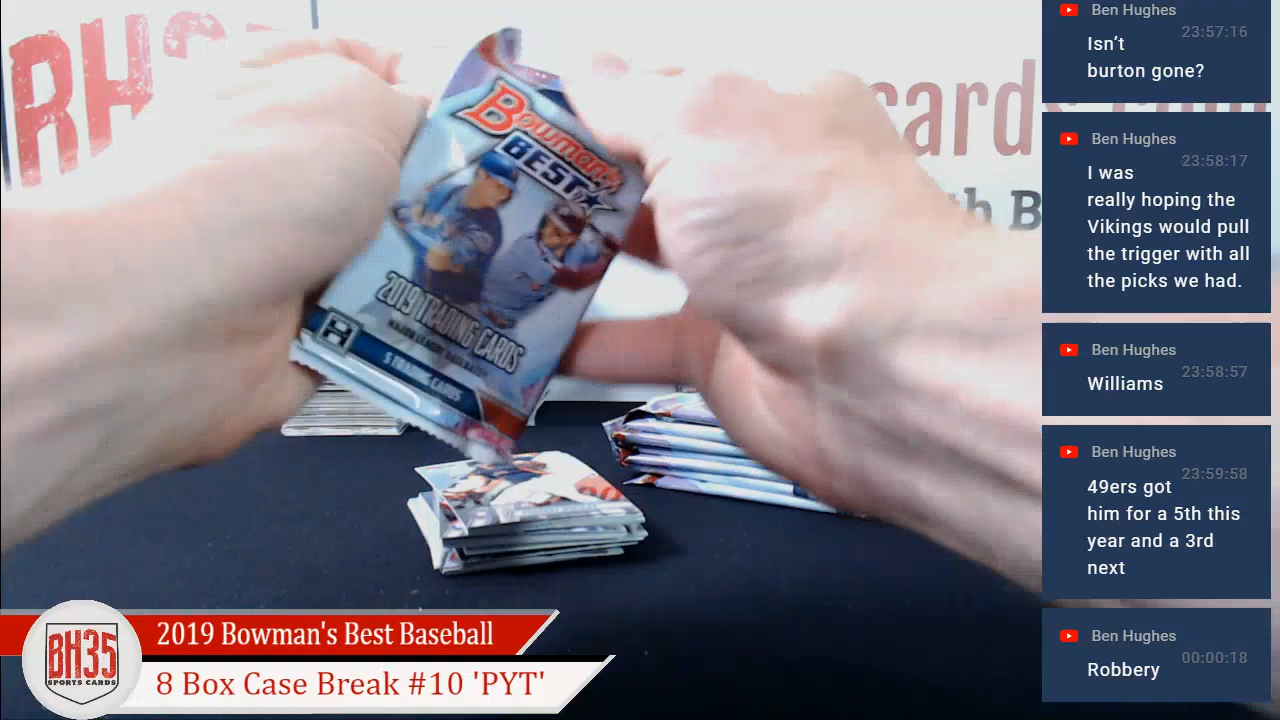 BH35
cards.com
Bowman's
BEST
2019 TRADING CARDS
2019 Bowman's Best Baseball
8 Box Case Break #10 'PYT'
BH35
SPORTS CARDS
Ben Hughes
23:57:16
Isn't
burton gone?
Ben Hughes
23:58:17
I was
really hoping the
Vikings would pull
the trigger with all
the picks we had.
Ben Hughes
23:58:57
Williams
Ben Hughes
23:59:58
49ers got
him for a 5th this
year and a 3rd
next
Ben Hughes
00:00:18
Robbery